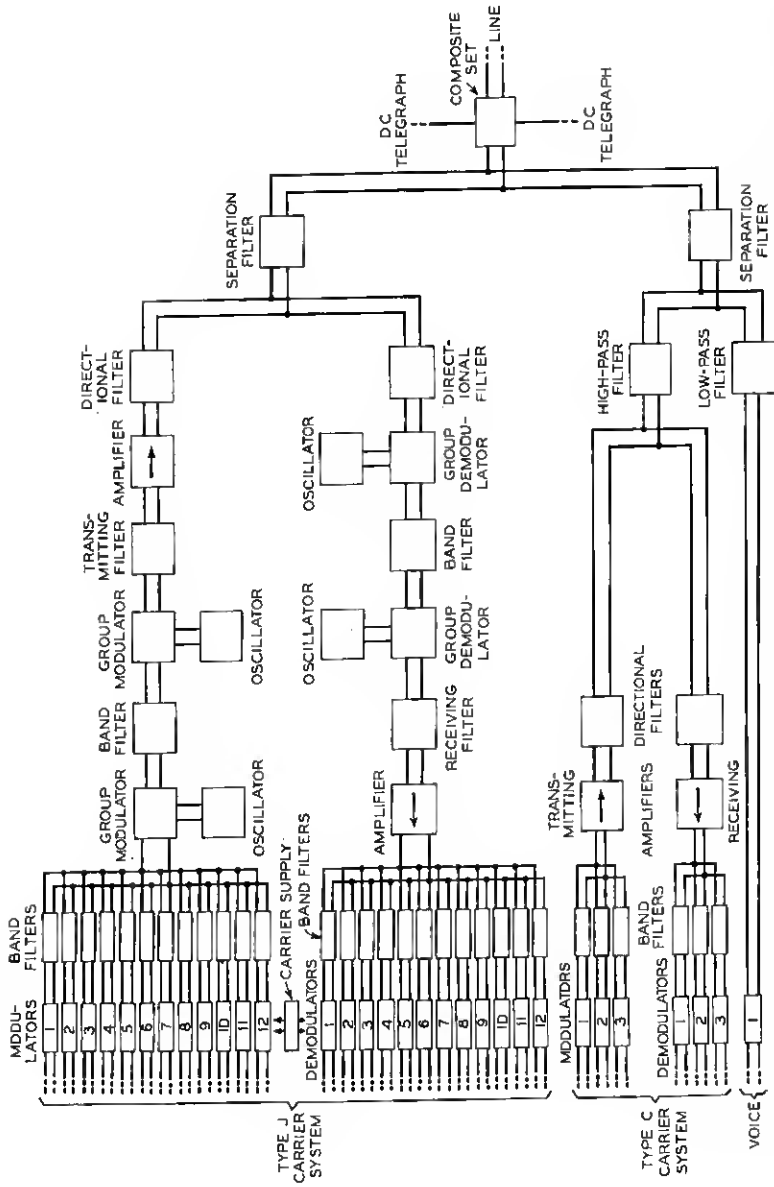 TYPE J
CARRIER
SYSTEM
MODU-
LATORS
BAND
FILTERS
1
2
3
4
5
6
7
8
9
10
11
12
GROUP
MODULATOR
OSCILLATOR
BAND
FILTER
GROUP
MODULATOR
OSCILLATOR
TRANS-
MITTING
FILTER
AMPLIFIER
DIRECT-
IONAL
FILTER
SEPARATION
FILTER
DC
TELEGRAPH
COMPOSITE
SET
LINE
DC
TELEGRAPH
CARRIER SUPPLY
BAND FILTERS
DEMODULATORS
1
2
3
4
5
6
7
8
9
10
11
12
AMPLIFIER
RECEIVING
FILTER
OSCILLATOR
GROUP
DEMODU-
LATOR
BAND
FILTER
OSCILLATOR
GROUP
DEMODU-
LATOR
DIRECT-
IONAL
FILTER
TYPE C
CARRIER
SYSTEM
MODULATORS
1
2
3
BAND
FILTERS
DEMODULATORS
1
2
3
TRANS-
MITTING
AMPLIFIERS
RECEIVING
DIRECTIONAL
FILTERS
HIGH-PASS
FILTER
LOW-PASS
FILTER
SEPARATION
FILTER
VOICE
1